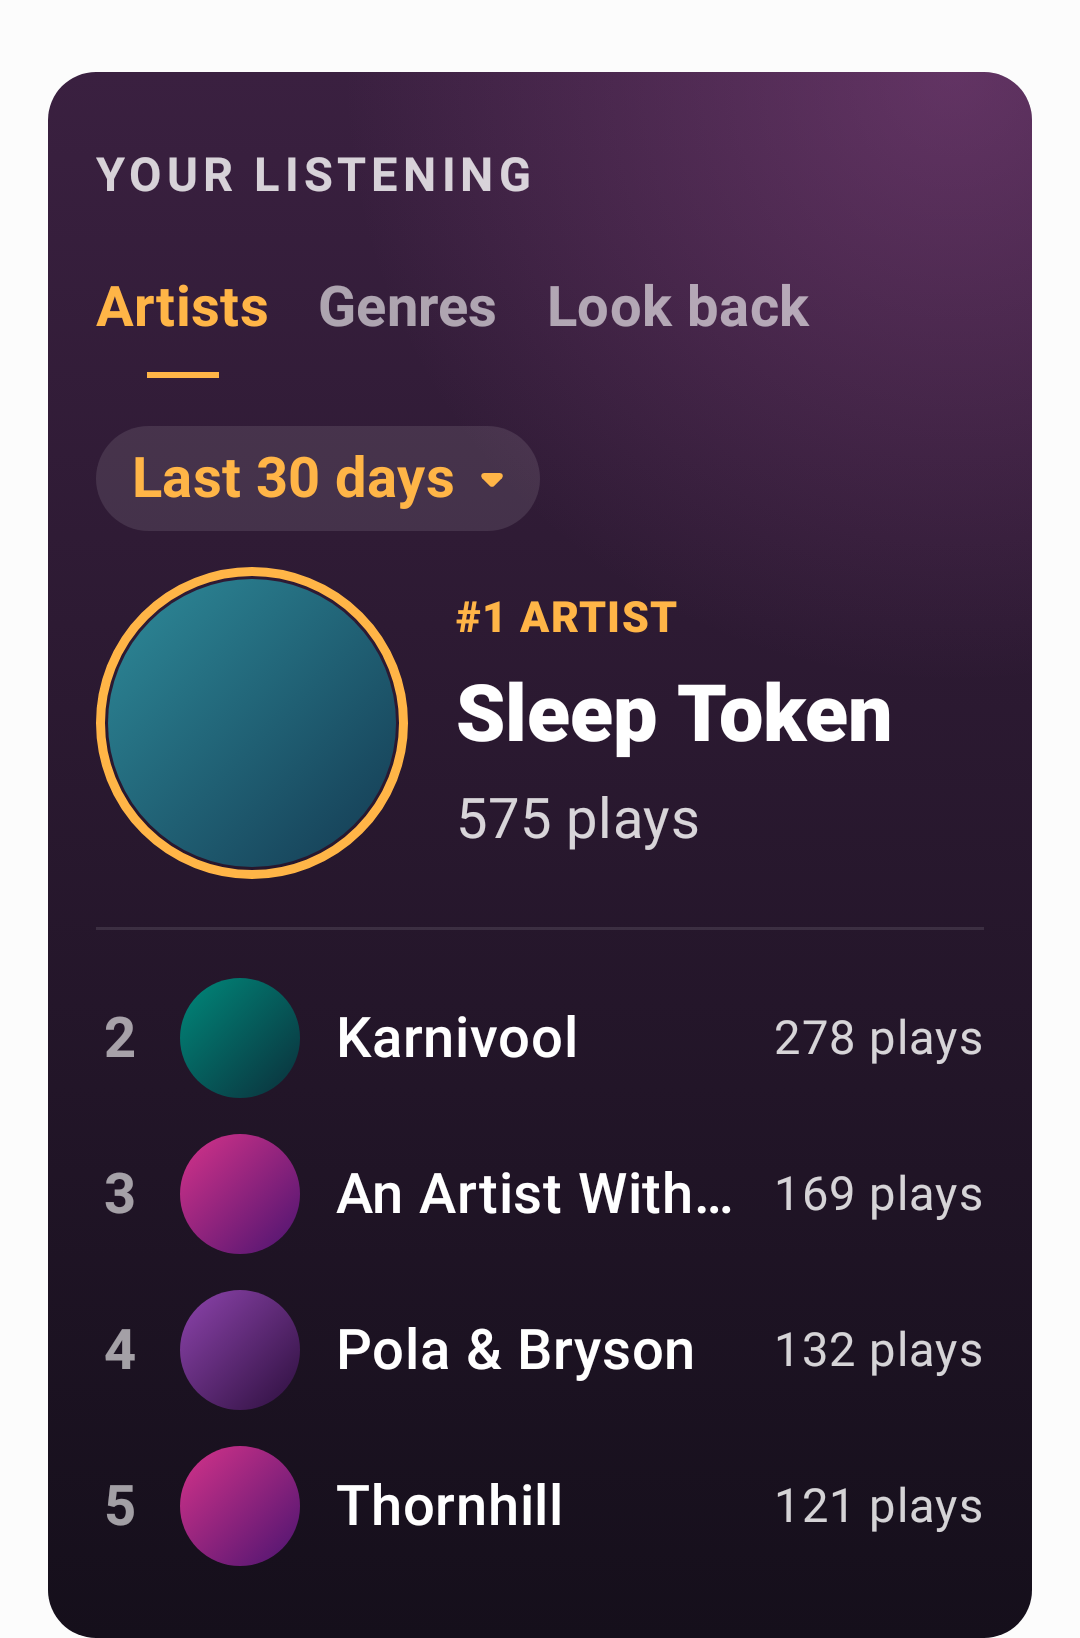 YOUR LISTENING
Artists Genres Look back
Last 30 days
#1 ARTIST
Sleep Token
575 plays
2 Karnivool 278 plays
3 An Artist With… 169 plays
4 Pola & Bryson 132 plays
5 Thornhill 121 plays